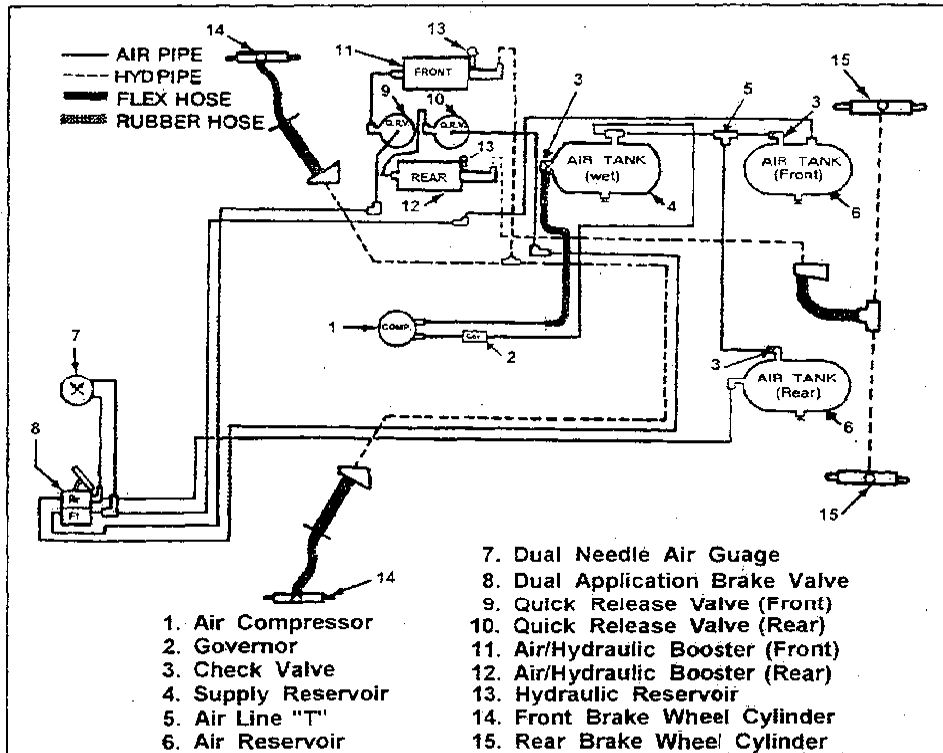 AIR PIPE
HYD PIPE
FLEX HOSE
RUBBER HOSE
14
13
11
FRONT
9
10
Q.R.V.
Q.R.V.
13
REAR
12
3
AIR TANK
(wet)
4
5
3
AIR TANK
(Front)
6
15
1
COMP.
2
3
AIR TANK
(Rear)
6
7
8
Rr
Ft
15
14
1. Air Compressor
2. Governor
3. Check Valve
4. Supply Reservoir
5. Air Line "T"
6. Air Reservoir
7. Dual Needle Air Guage
8. Dual Application Brake Valve
9. Quick Release Valve (Front)
10. Quick Release Valve (Rear)
11. Air/Hydraulic Booster (Front)
12. Air/Hydraulic Booster (Rear)
13. Hydraulic Reservoir
14. Front Brake Wheel Cylinder
15. Rear Brake Wheel Cylinder